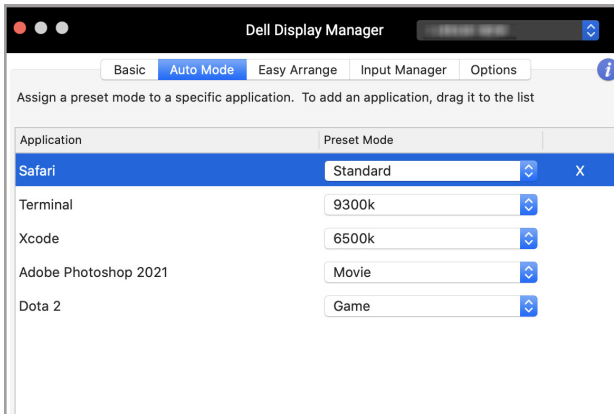 Dell Display Manager
Basic Auto Mode Easy Arrange Input Manager Options i
Assign a preset mode to a specific application. To add an application, drag it to the list
Application Preset Mode
Safari Standard X
Terminal 9300k
Xcode 6500k
Adobe Photoshop 2021 Movie
Dota 2 Game